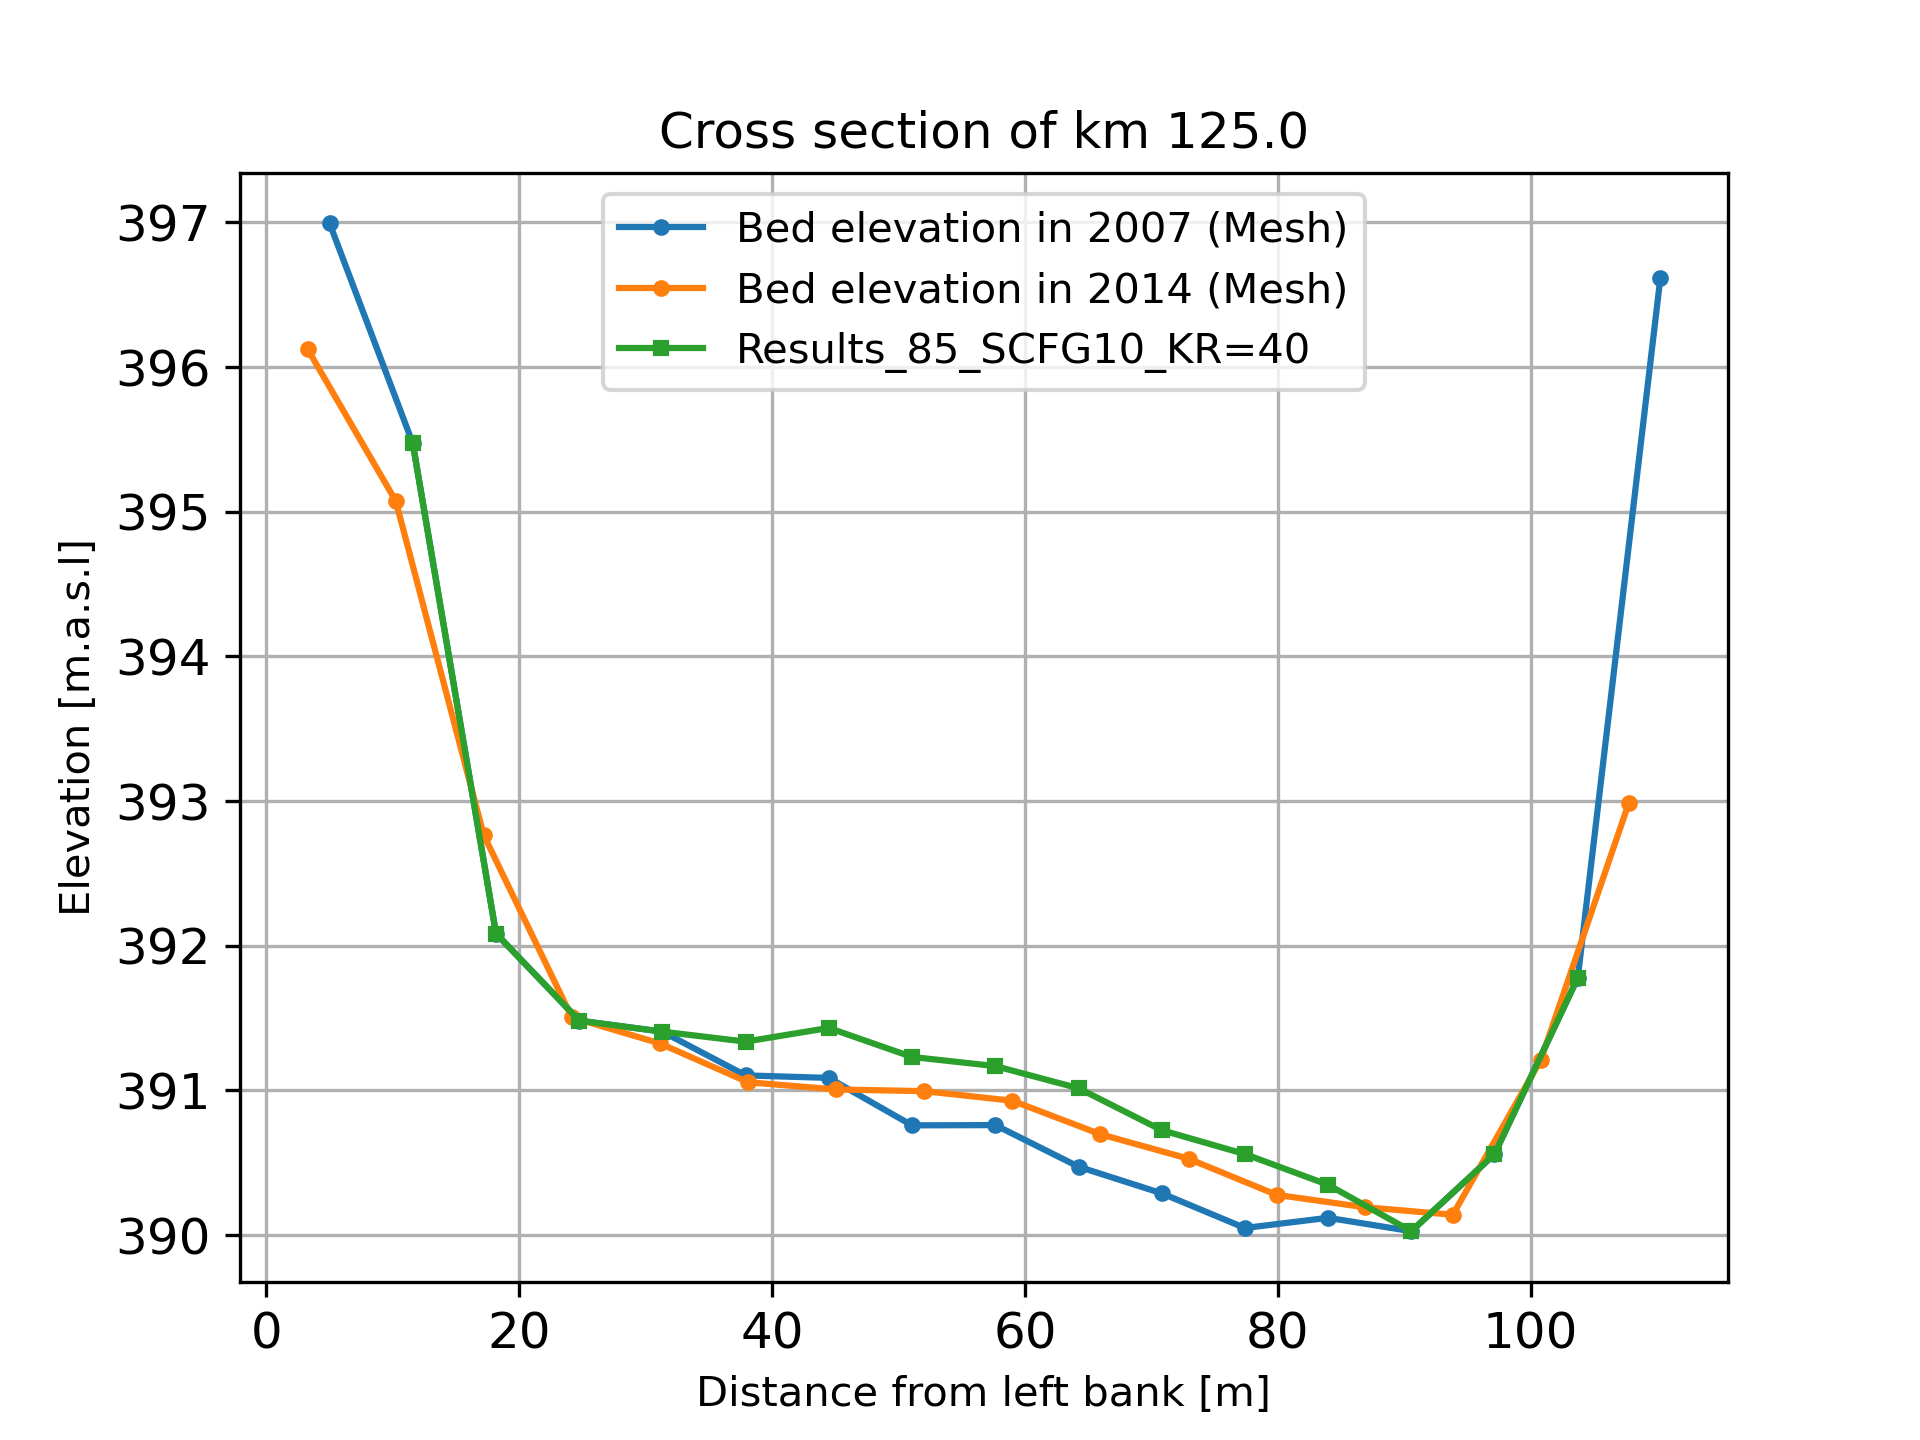 Cross section of km 125.0
Bed elevation in 2007 (Mesh)
Bed elevation in 2014 (Mesh)
Results_85_SCFG10_KR=40
397
396
395
394
393
392
391
390
Elevation [m.a.s.l]
0 20 40 60 80 100
Distance from left bank [m]